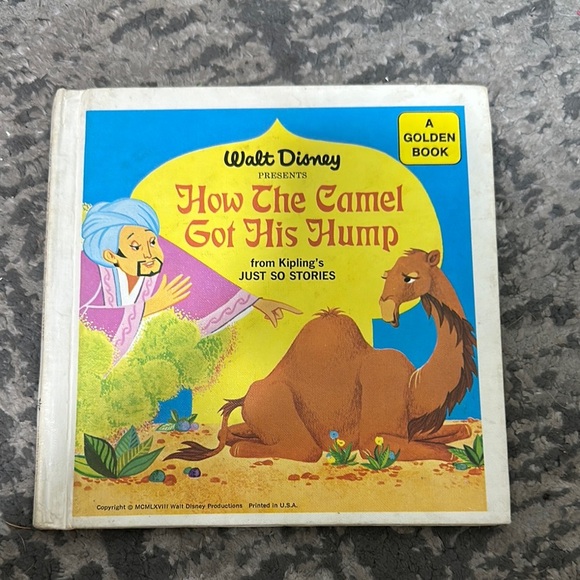 A
GOLDEN
BOOK
Walt Disney
PRESENTS
How The Camel
Got His Hump
from Kipling's
JUST SO STORIES
Copyright © MCMLXVIII Walt Disney Productions Printed in U.S.A.